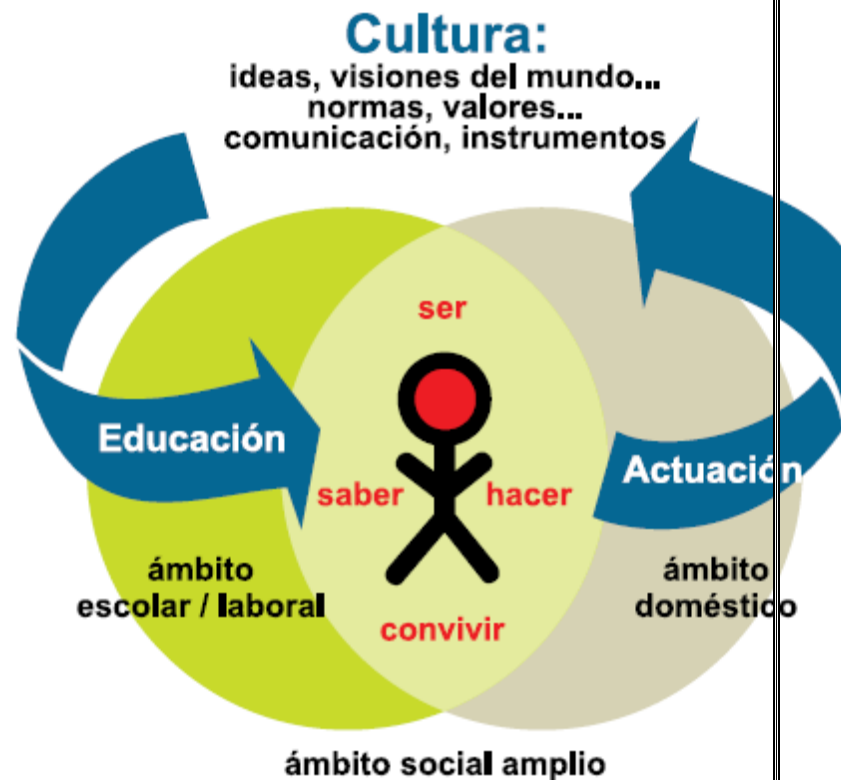 Cultura:
ideas, visiones del mundo...
normas, valores...
comunicación, instrumentos
ser
Educación
saber
hacer
Actuación
ámbito
escolar / laboral
convivir
ámbito
doméstico
ámbito social amplio